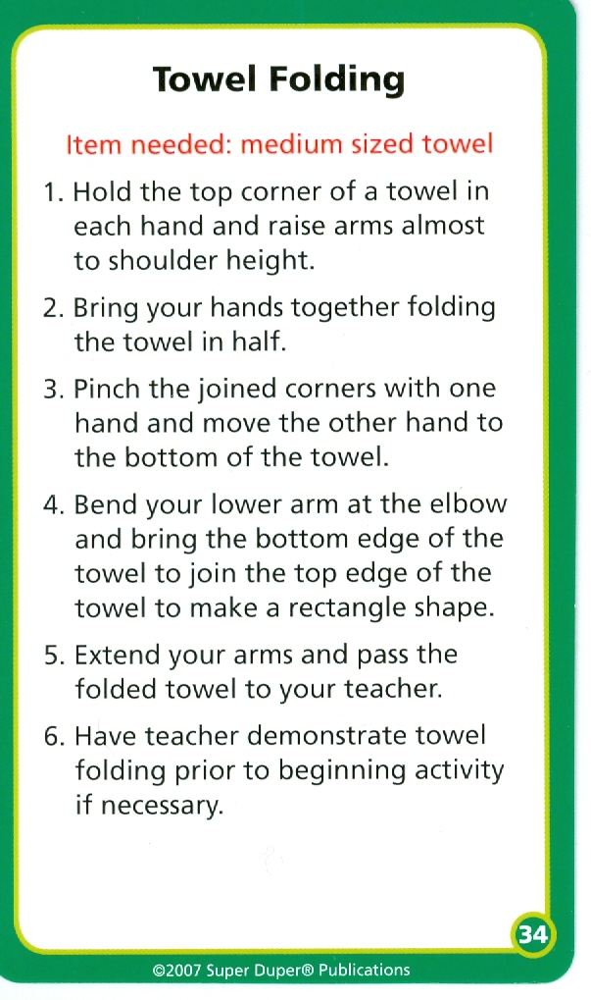 Towel Folding
Item needed: medium sized towel
1. Hold the top corner of a towel in
each hand and raise arms almost
to shoulder height.
2. Bring your hands together folding
the towel in half.
3. Pinch the joined corners with one
hand and move the other hand to
the bottom of the towel.
4. Bend your lower arm at the elbow
and bring the bottom edge of the
towel to join the top edge of the
towel to make a rectangle shape.
5. Extend your arms and pass the
folded towel to your teacher.
6. Have teacher demonstrate towel
folding prior to beginning activity
if necessary.
34
©2007 Super Duper® Publications